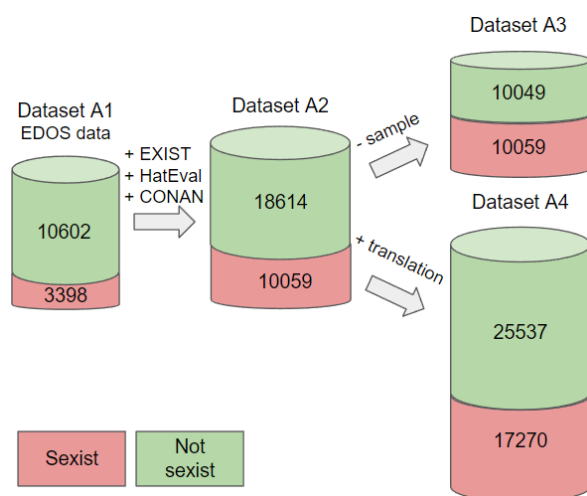 Dataset A1
EDOS data
10602
3398
+ EXIST
+ HatEval
+ CONAN
Dataset A2
18614
10059
- sample
+ translation
Dataset A3
10049
10059
Dataset A4
25537
17270
Sexist
Not
sexist